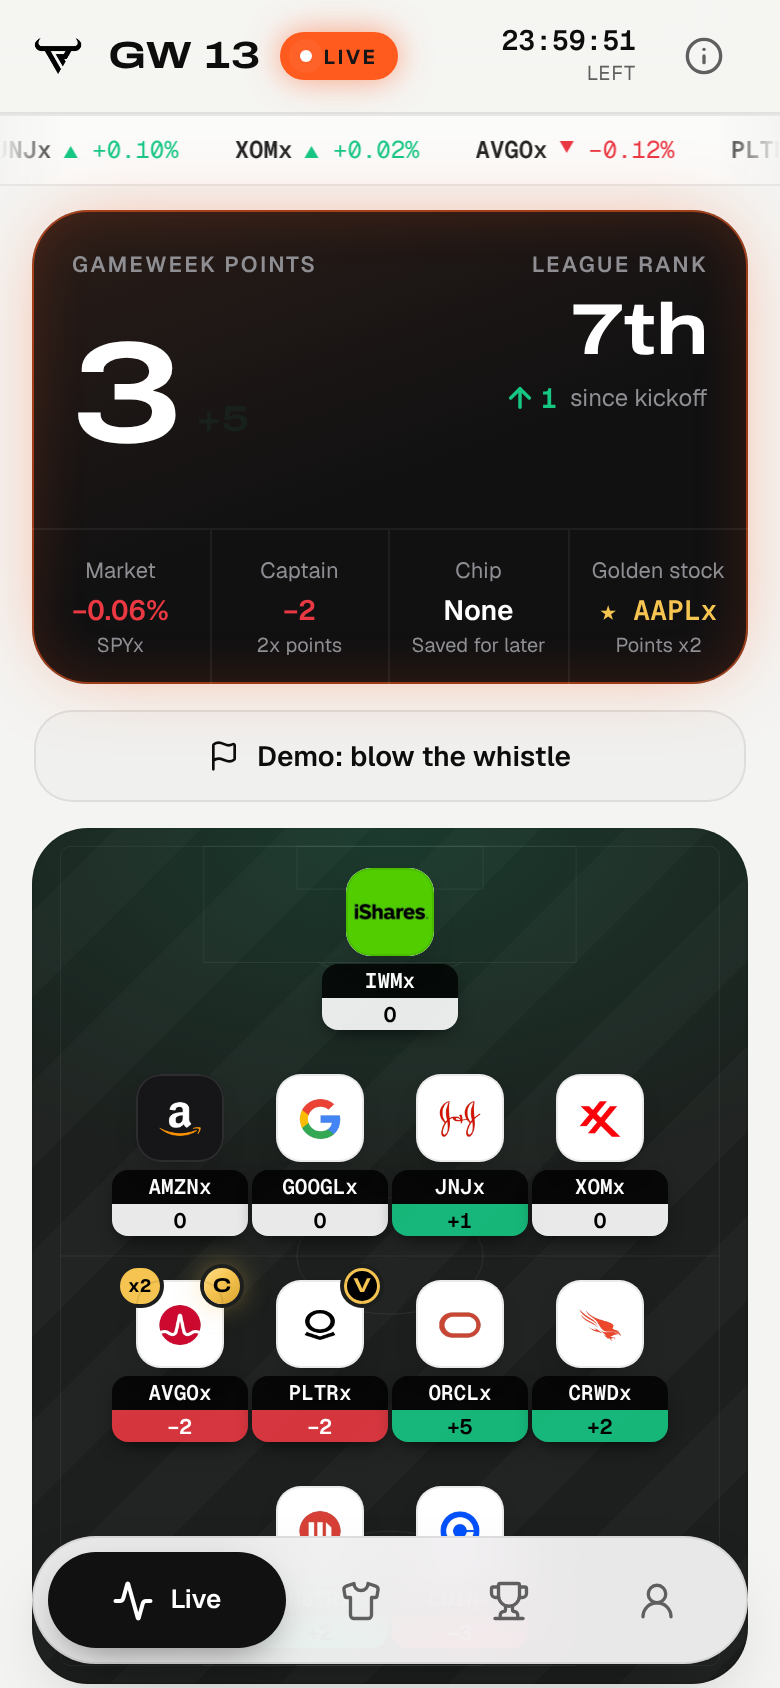 GW 13
LIVE
23:59:51
LEFT
NJx ▲ +0.10% XOMx ▲ +0.02% AVGOx ▼ −0.12% PLT
GAMEWEEK POINTS
LEAGUE RANK
3
+5
7th
↑ 1 since kickoff
Market
−0.06%
SPYx
Captain
−2
2x points
Chip
None
Saved for later
Golden stock
★ AAPLx
Points x2
Demo: blow the whistle
iShares.
IWMx
0
a
G
J&J
AMZNx
0
GOOGLx
0
JNJx
+1
XOMx
0
x2
C
V
AVGOx
−2
PLTRx
−2
ORCLx
+5
CRWDx
+2
Live
−3